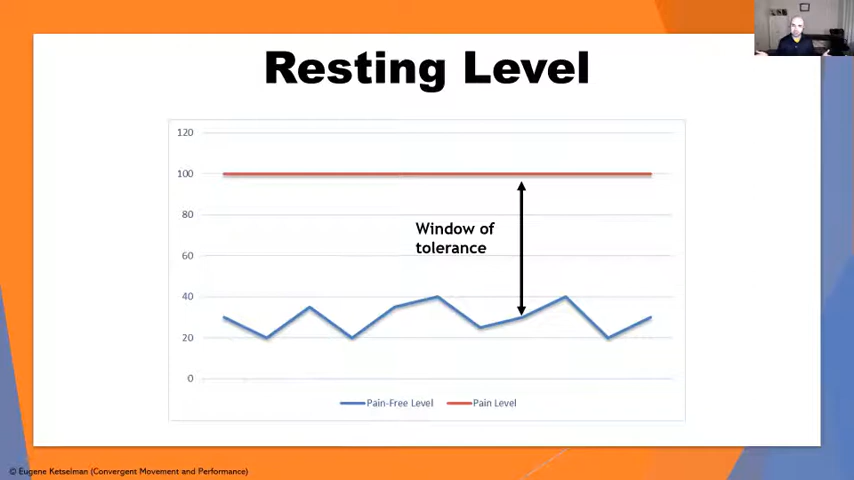 Resting Level
120
100
80
60
40
20
0
Window of
tolerance
Pain-Free Level
Pain Level
© Eugene Ketselman (Convergent Movement and Performance)